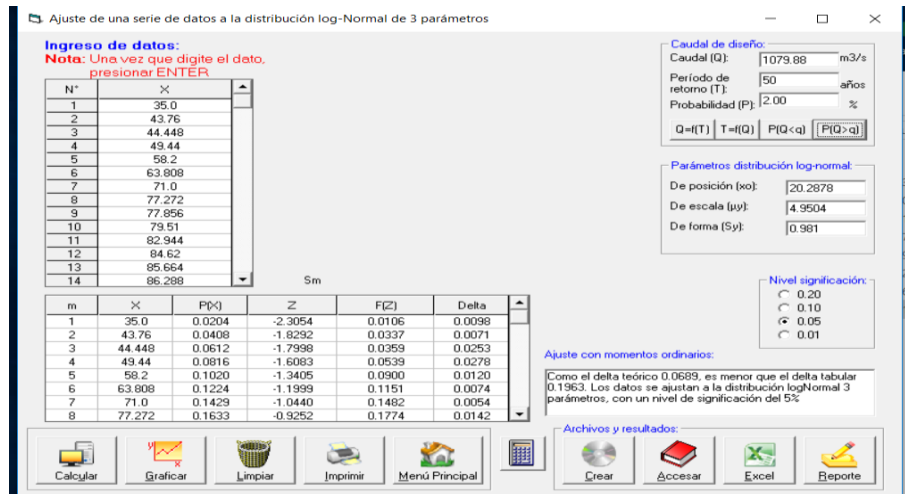 Ajuste de una serie de datos a la distribución log-Normal de 3 parámetros
Ingreso de datos:
Nota: Una vez que digite el dato,
presionar ENTER
N° X
1 35.0
2 43.76
3 44.448
4 49.44
5 58.2
6 63.808
7 71.0
8 77.272
9 77.856
10 79.51
11 82.944
12 84.62
13 85.664
14 86.288
Sm
Caudal de diseño:
Caudal (Q): 1079.88 m3/s
Período de
retorno (T): 50 años
Probabilidad (P): 2.00 %
Q=f(T) T=f(Q) P(Q<q) P(Q>q)
Parámetros distribución log-normal:
De posición (xo): 20.2878
De escala (µy): 4.9504
De forma (Sy): 0.981
Nivel significación:
0.20
0.10
0.05
0.01
m X P(X) Z F(Z) Delta
1 35.0 0.0204 -2.3054 0.0106 0.0098
2 43.76 0.0408 -1.8292 0.0337 0.0071
3 44.448 0.0612 -1.7998 0.0359 0.0253
4 49.44 0.0816 -1.6083 0.0539 0.0278
5 58.2 0.1020 -1.3405 0.0900 0.0120
6 63.808 0.1224 -1.1999 0.1151 0.0074
7 71.0 0.1429 -1.0440 0.1482 0.0054
8 77.272 0.1633 -0.9252 0.1774 0.0142
Ajuste con momentos ordinarios:
Como el delta teórico 0.0689, es menor que el delta tabular
0.1963. Los datos se ajustan a la distribución logNormal 3
parámetros, con un nivel de significación del 5%
Calcular Graficar Limpiar Imprimir Menú Principal
Archivos y resultados:
Crear Accesar Excel Reporte